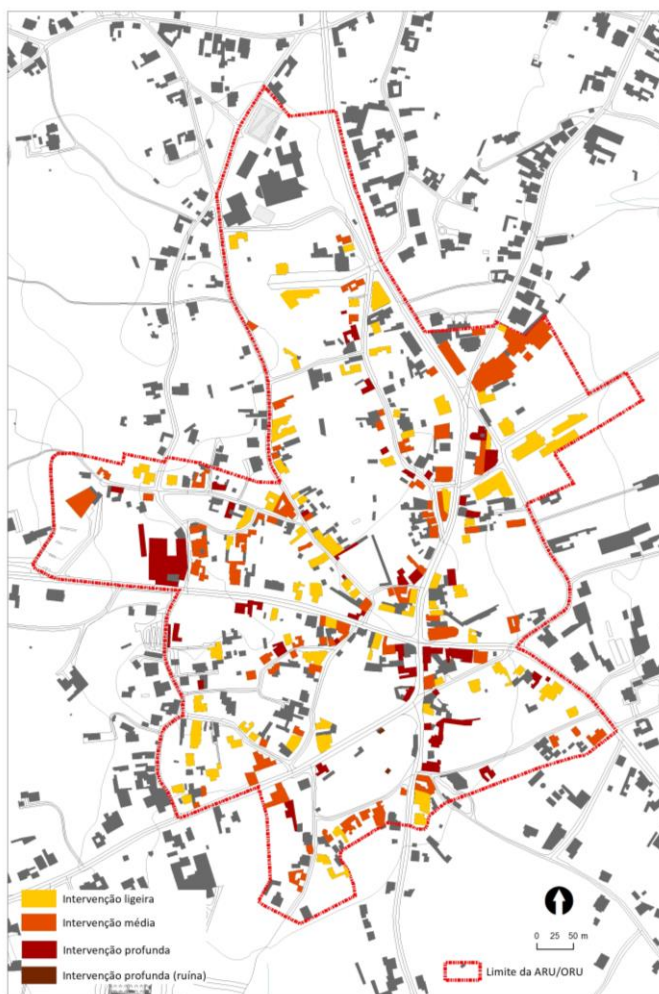 Intervenção ligeira
Intervenção média
Intervenção profunda
Intervenção profunda (ruína)
0 25 50 m
Limite da ARU/ORU